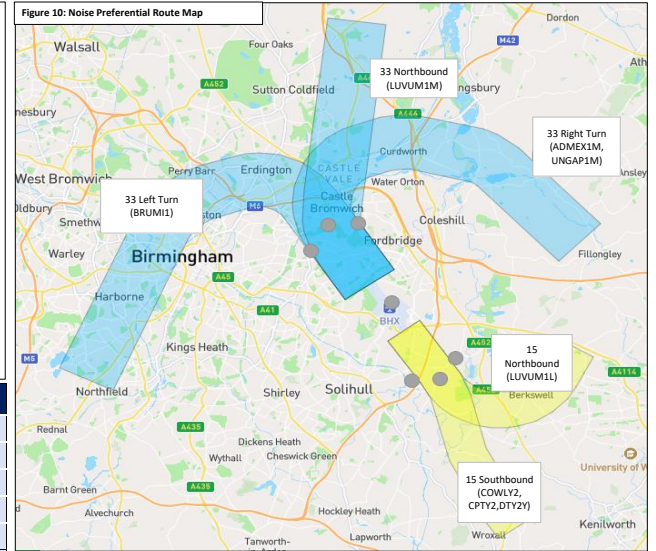 Figure 10: Noise Preferential Route Map
Dordon
Walsall
Four Oaks
M42
A452
33 Northbound
(LUVUM1M)
Sutton Coldfield
ngsbury
nesbury
A446
33 Right Turn
(ADMEX1M,
UNGAP1M)
Curdworth
Perry Barr
Erdington
CASTLE
VALE
Water Orton
Ansley
West Bromwich
33 Left Turn
(BRUMI1)
Castle
Bromwich
Oldbury
Smethw
ston
M6
Coleshill
Fordbridge
Warley
Birmingham
Fillongley
A45
Harborne
A41
BHX
Kings Heath
A452
15
Northbound
(LUVUM1L)
M5
A4114
Northfield
Shirley
Solihull
A45
Berkswell
Rednal
A435
Dickens Heath
Wythall
Cheswick Green
University of W
15 Southbound
(COWLY2,
CPTY2,DTY2Y)
Barnt Green
A435
Alvechurch
Hockley Heath
Kenilworth
Lapworth
Wroxall
Tanworth-
in-Arden